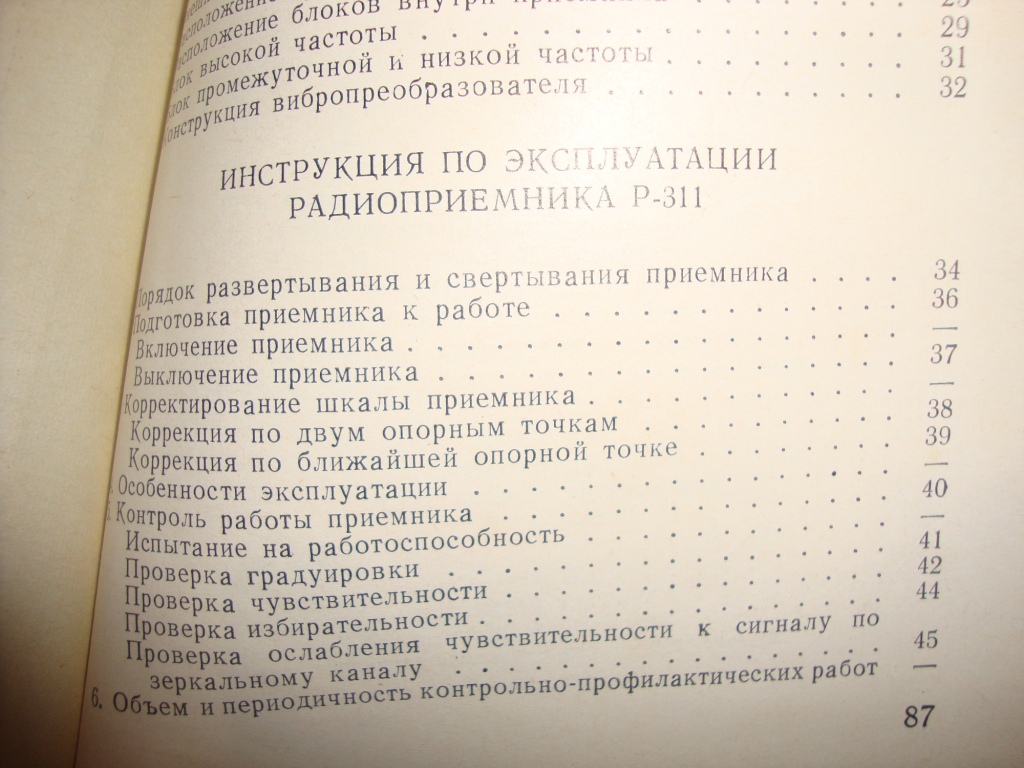 блоков внутри приемника . . . . . . 25
высокой частоты . . . . . . . . . . . 29
промежуточной и низкой частоты . . . . . . 31
вибропреобразователя . . . . . . . . . . 32
ИНСТРУКЦИЯ ПО ЭКСПЛУАТАЦИИ
РАДИОПРИЕМНИКА Р-311
Порядок развертывания и свертывания приемника . . . . 34
Подготовка приемника к работе . . . . . . . . . . . . 36
Включение приемника . . . . . . . . . . . . . . . . —
Выключение приемника . . . . . . . . . . . . . . . 37
Корректирование шкалы приемника . . . . . . . . . . —
Коррекция по двум опорным точкам . . . . . . . . . 38
Коррекция по ближайшей опорной точке . . . . . . . 39
Особенности эксплуатации . . . . . . . . . . . . . —
Контроль работы приемника . . . . . . . . . . . . 40
Испытание на работоспособность . . . . . . . . . . —
Проверка градуировки . . . . . . . . . . . . . . 41
Проверка чувствительности . . . . . . . . . . . . 42
Проверка избирательности . . . . . . . . . . . . 44
Проверка ослабления чувствительности к сигналу по
зеркальному каналу . . . . . . . . . . . . . . 45
6. Объем и периодичность контрольно-профилактических работ —
87